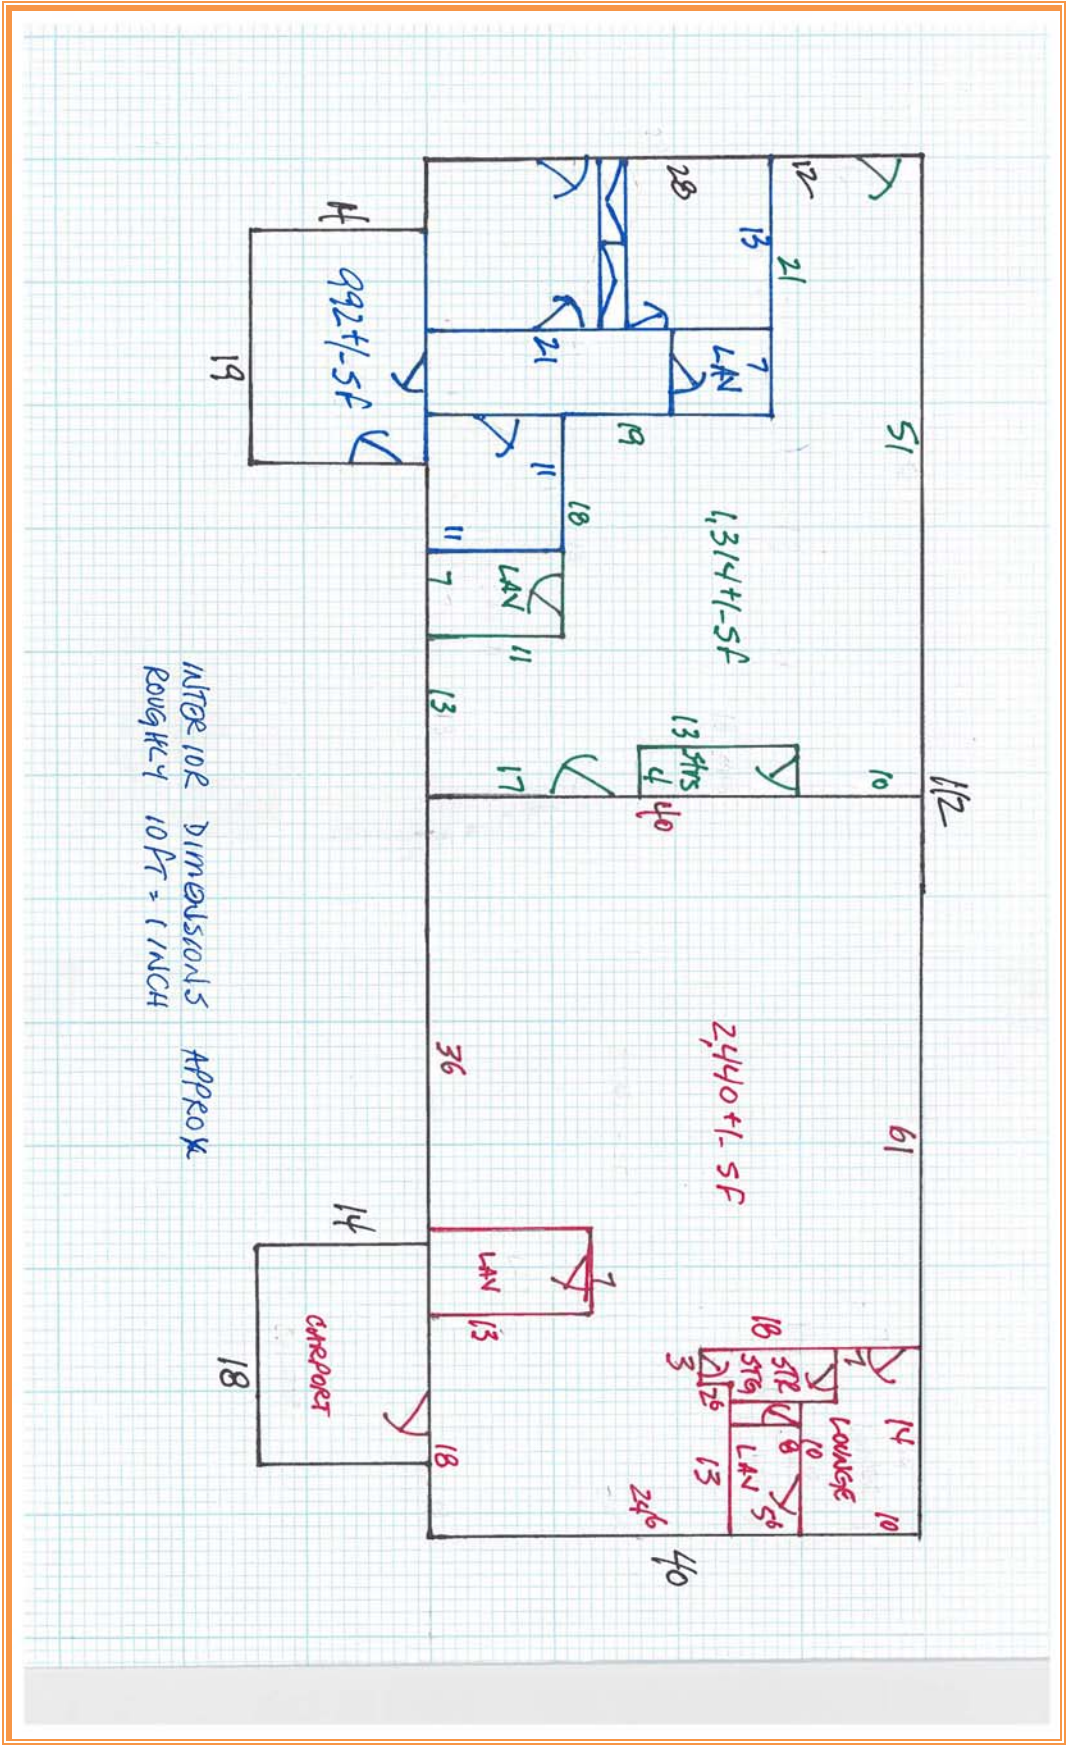 112
51
61
14
10
10
7
LOUNGE
12
21
10
8
STR
13
7
18
5⁶
STG
LAV
LAV
1,314+/-SF
2,440+/-SF
13
Strs
2⁶
13
28
3
4
40
40
24⁶
19
7
18
21
11
LAV
11
17
LAV
13
11
36
18
7
13
14
992+/-SF
14
CARPORT
19
18
INTERIOR DIMENSIONS APPROX
ROUGHLY 10FT = 1 INCH